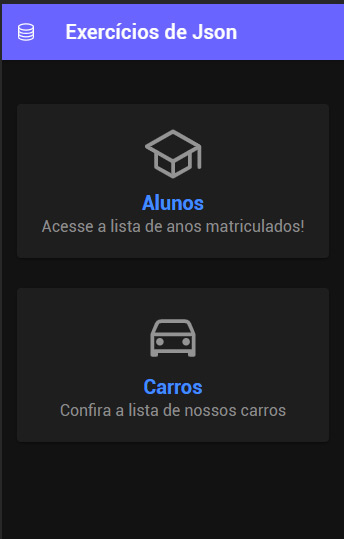 Exercícios de Json
Alunos
Acesse a lista de anos matriculados!
Carros
Confira a lista de nossos carros